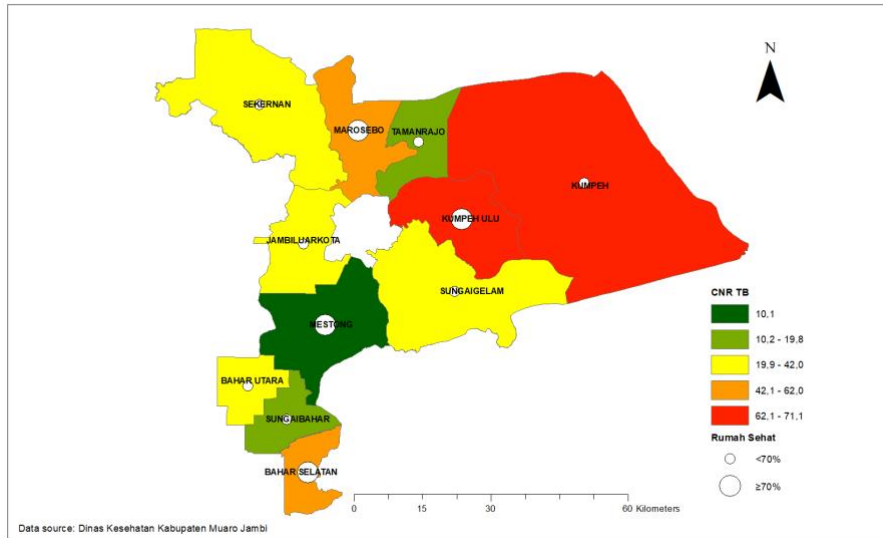 N
SEKERNAN
MAROSEBO
TAMANRAJO
KUMPEH
KUMPEH ULU
JAMBILUARKOTA
SUNGAIGELAM
MESTONG
BAHAR UTARA
SUNGAIBAHAR
BAHAR SELATAN
CNR TB
10,1
10,2 - 19,8
19,9 - 42,0
42,1 - 62,0
62,1 - 71,1
Rumah Sehat
<70%
≥70%
0 15 30 60 Kilometers
Data source: Dinas Kesehatan Kabupaten Muaro Jambi